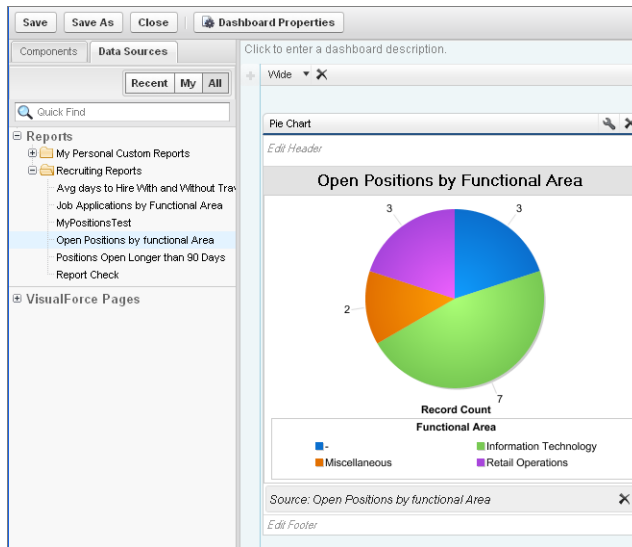 Save
Save As
Close
Dashboard Properties
Components
Data Sources
Recent
My
All
Quick Find
Reports
My Personal Custom Reports
Recruiting Reports
Avg days to Hire With and Without
Job Applications by Functional Area
MyPositionsTest
Open Positions by functional Area
Positions Open Longer than 90 Days
Report Check
VisualForce Pages
Click to enter a dashboard description.
Wide
Pie Chart
Edit Header
Open Positions by Functional Area
3
3
2
7
Record Count
Functional Area
-
Information Technology
Miscellaneous
Retail Operations
Source: Open Positions by functional Area
Edit Footer